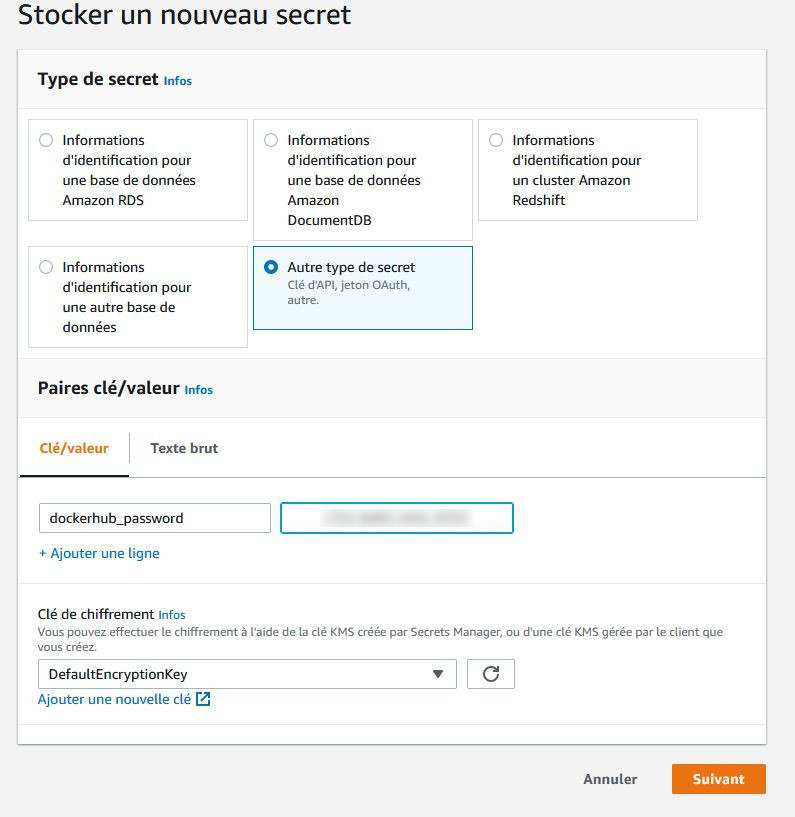 Stocker un nouveau secret
Type de secret Infos
Informations
d'identification pour
une base de données
Amazon RDS
Informations
d'identification pour
une base de données
Amazon
DocumentDB
Informations
d'identification pour
un cluster Amazon
Redshift
Informations
d'identification pour
une autre base de
données
Autre type de secret
Clé d'API, jeton OAuth,
autre.
Paires clé/valeur Infos
Clé/valeur
Texte brut
dockerhub_password
+ Ajouter une ligne
Clé de chiffrement Infos
Vous pouvez effectuer le chiffrement à l'aide de la clé KMS créée par Secrets Manager, ou d'une clé KMS gérée par le client que
vous créez.
DefaultEncryptionKey
Ajouter une nouvelle clé
Annuler
Suivant